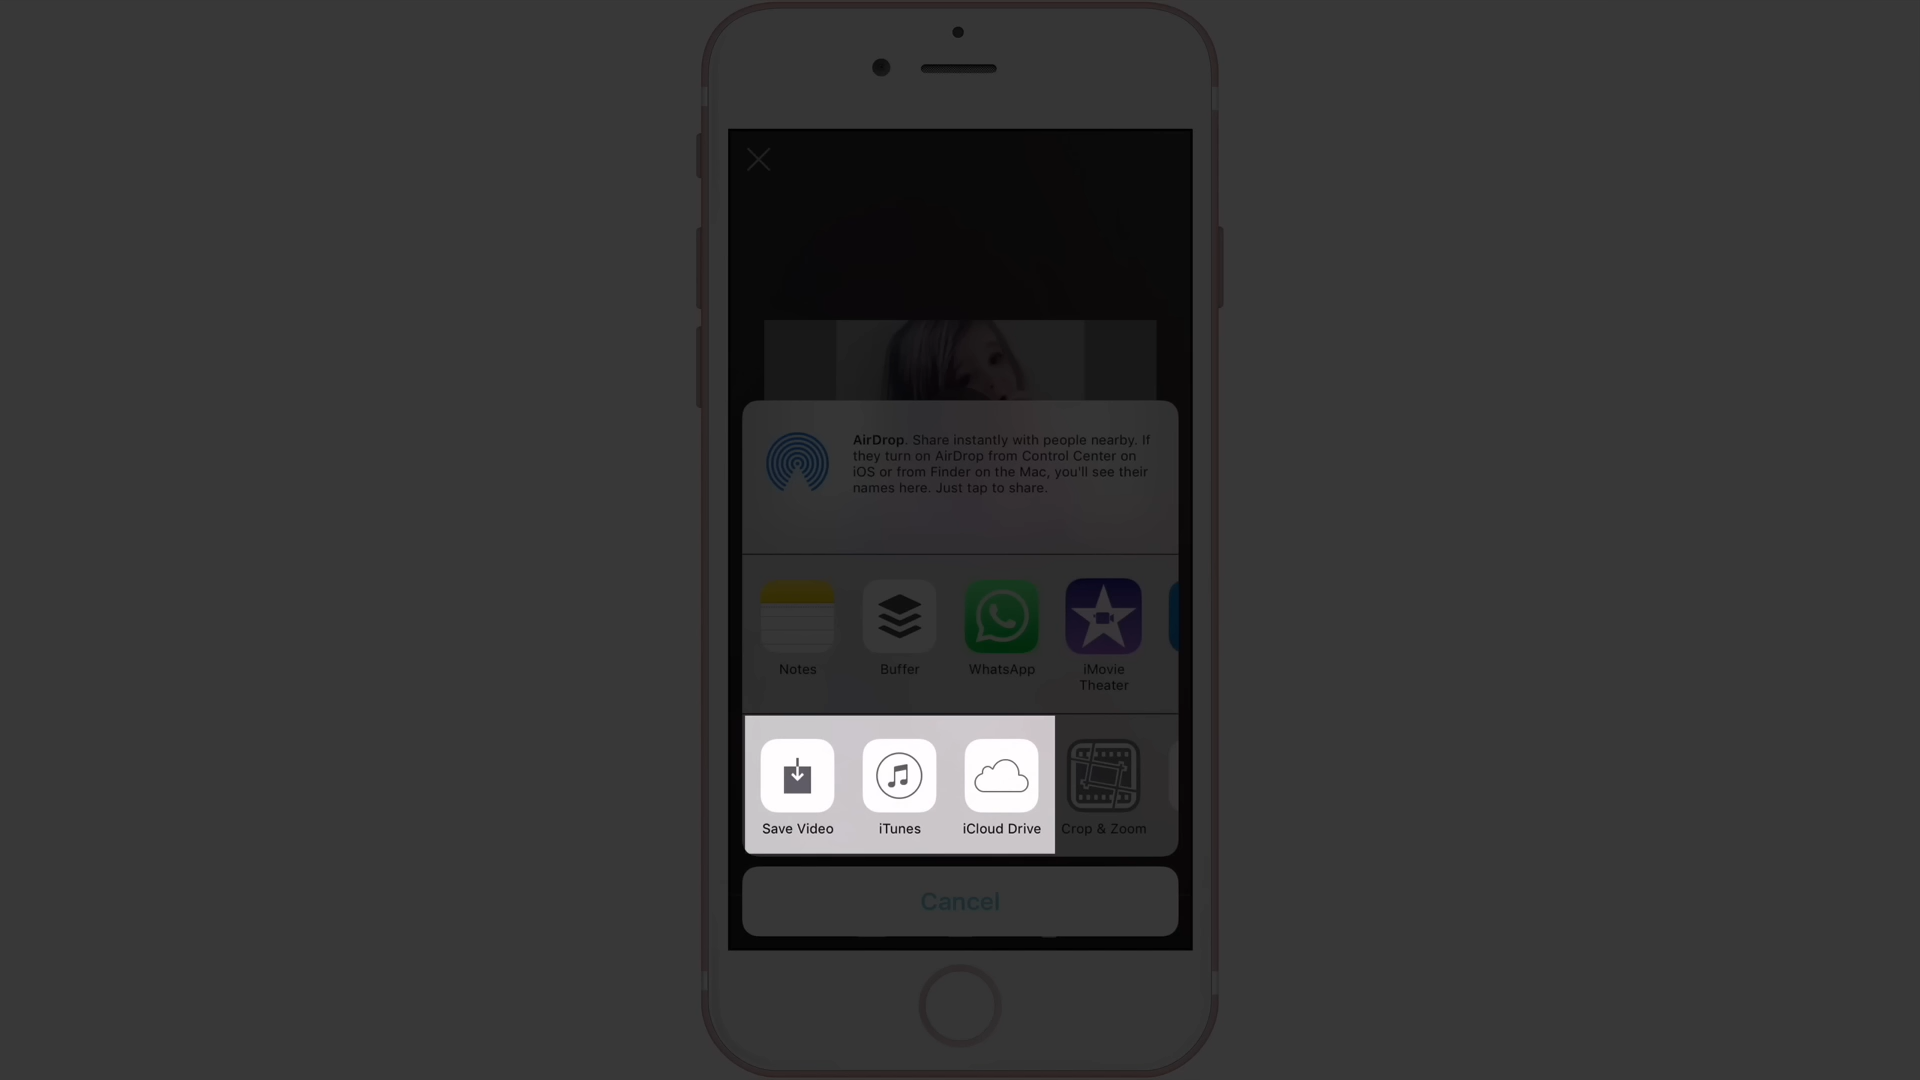 AirDrop. Share instantly with people nearby. If
they turn on AirDrop from Control Center on
iOS or from Finder on the Mac, you'll see their
names here. Just tap to share.
Notes
Buffer
WhatsApp
iMovie
Theater
Save Video
iTunes
iCloud Drive
Crop & Zoom
Cancel